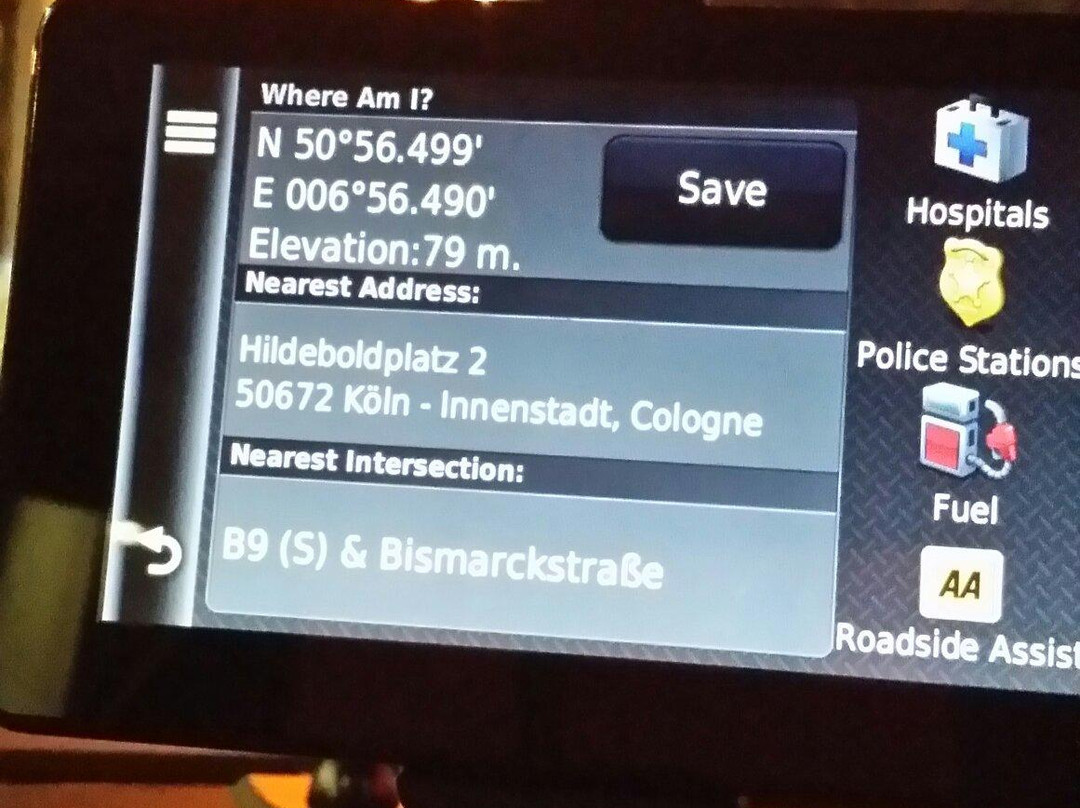 Where Am I?
N 50°56.499'
E 006°56.490'
Elevation:79 m.
Save
Nearest Address:
Hildeboldplatz 2
50672 Köln - Innenstadt, Cologne
Nearest Intersection:
B9 (S) & Bismarckstraße
Hospitals
Police Stations
Fuel
AA
Roadside Assist